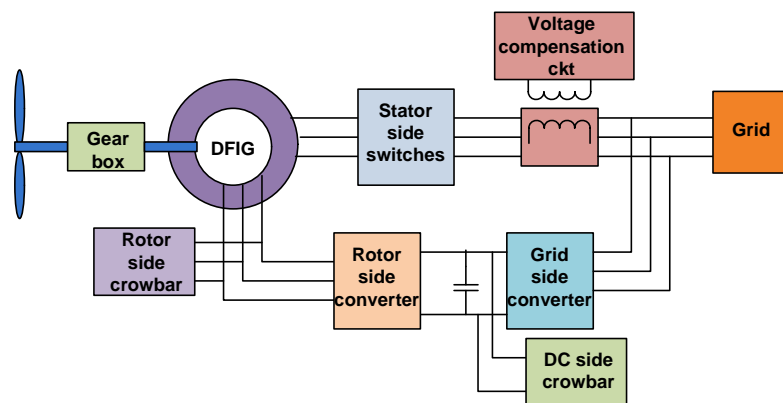 Voltage
compensation
ckt
Gear
box
DFIG
Stator
side
switches
Grid
Rotor
side
crowbar
Rotor
side
converter
Grid
side
converter
DC side
crowbar